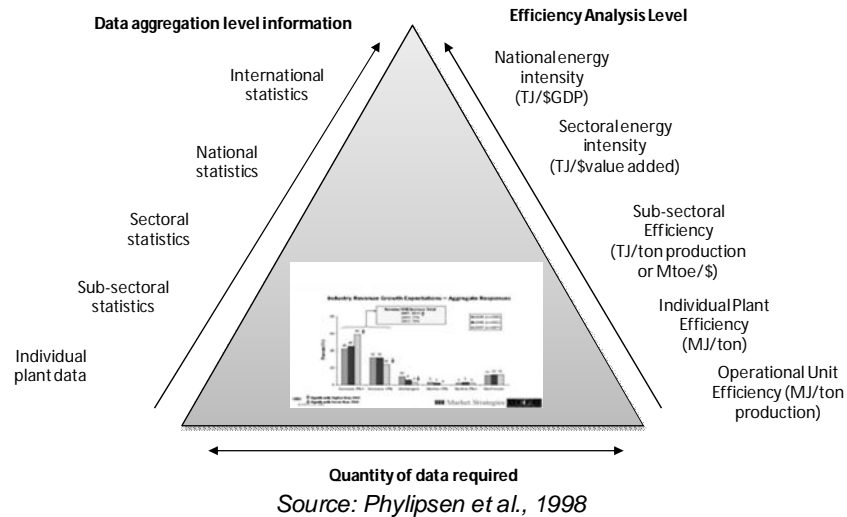 Data aggregation level information
Efficiency Analysis Level
International
statistics
National
statistics
Sectoral
statistics
Sub-sectoral
statistics
Individual
plant data
National energy
intensity
(TJ/$GDP)
Sectoral energy
intensity
(TJ/$value added)
Sub-sectoral
Efficiency
(TJ/ton production
or Mtoe/$)
Individual Plant
Efficiency
(MJ/ton)
Operational Unit
Efficiency (MJ/ton
production)
Industry Revenue Growth Expectations – Aggregate Responses
Market Strategies
Quantity of data required
Source: Phylipsen et al., 1998